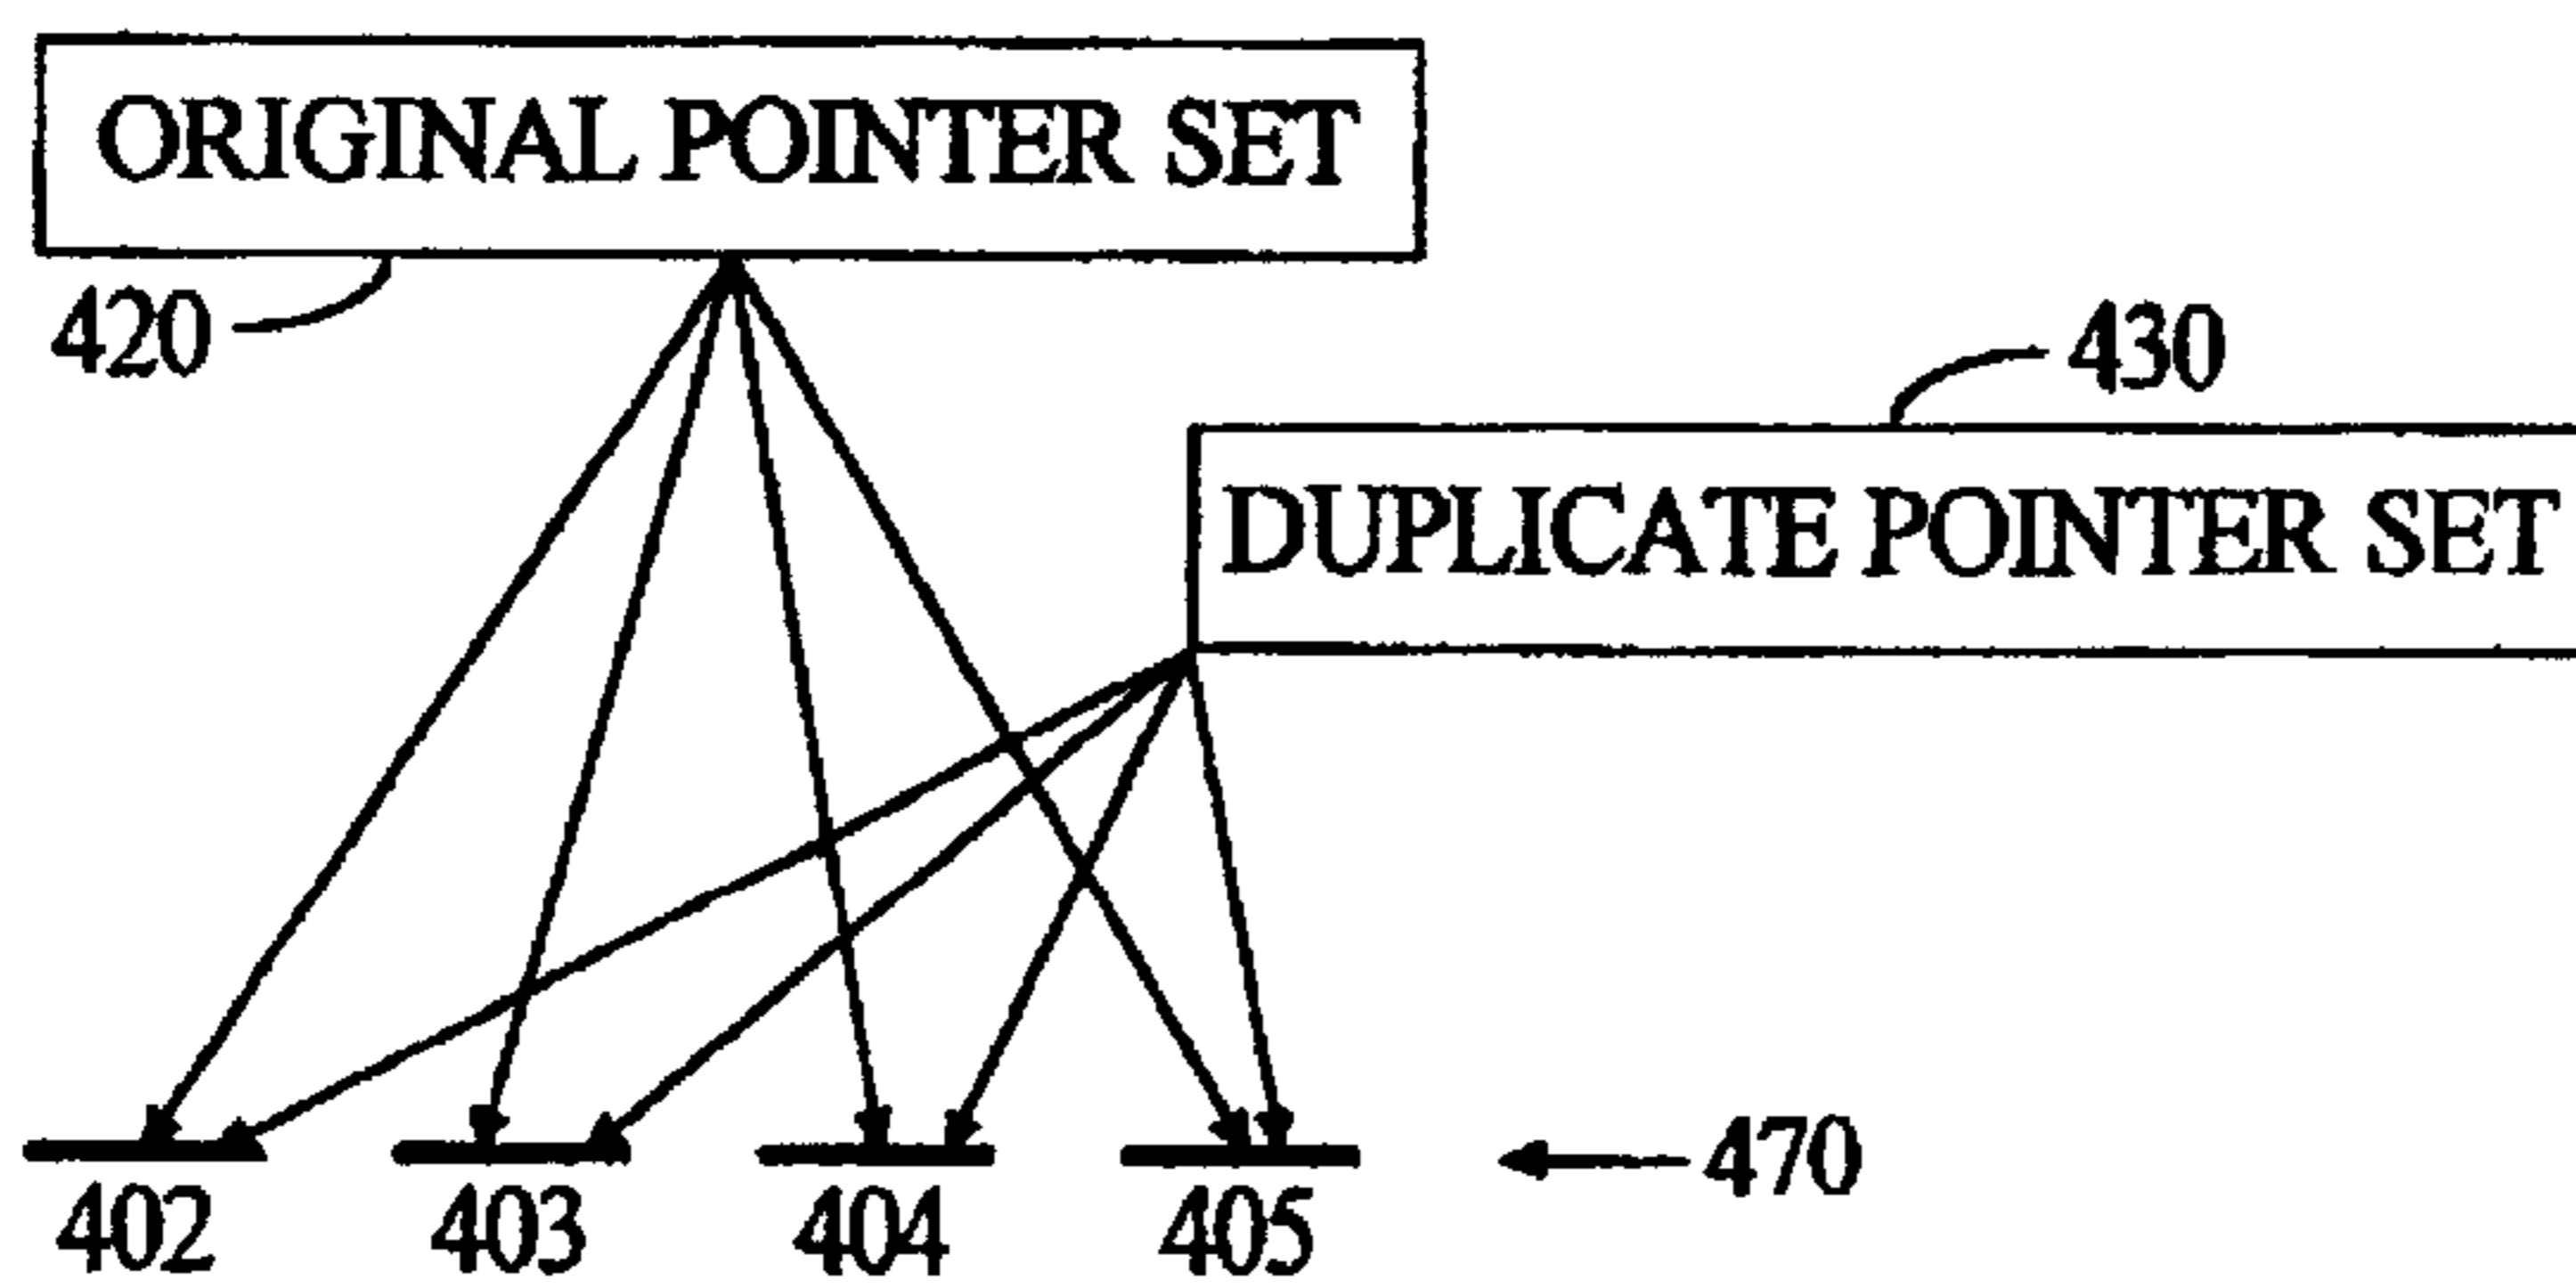 ORIGINAL POINTER SET
420
430
DUPLICATE POINTER SET
470
402 403 404 405